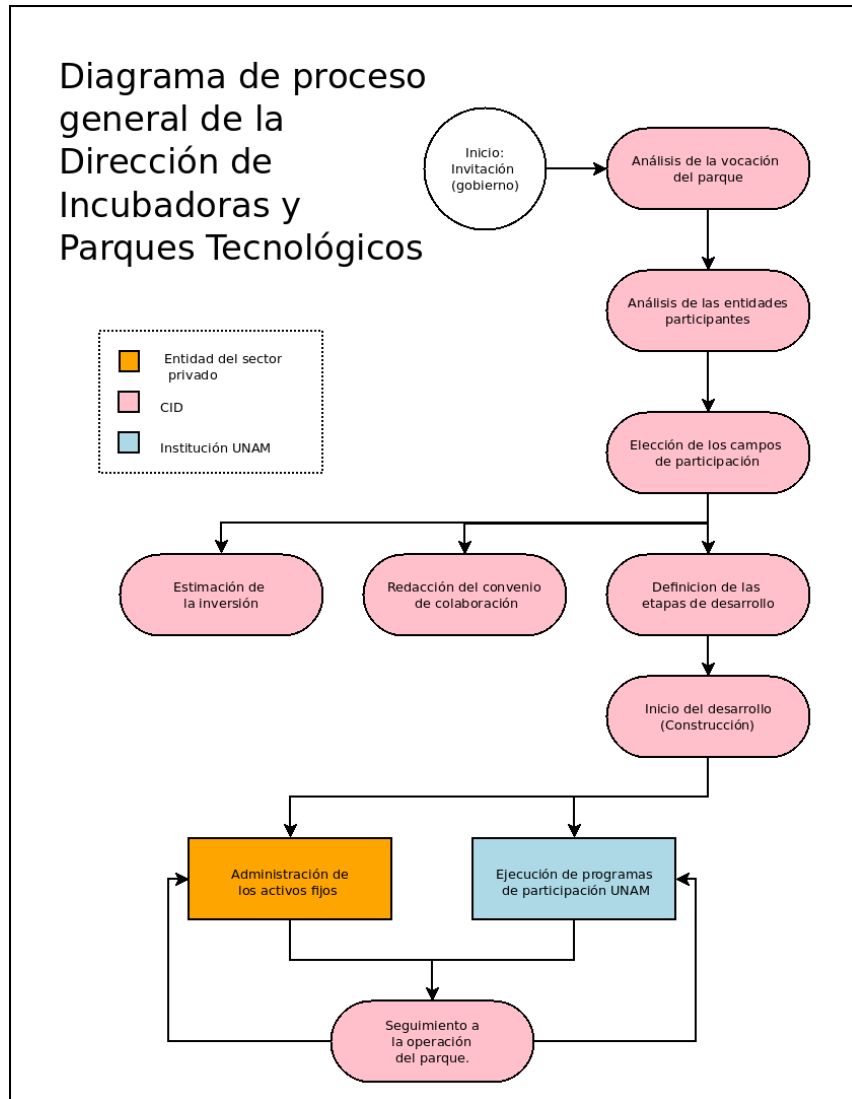 Diagrama de proceso
general de la
Dirección de
Incubadoras y
Parques Tecnológicos
Inicio:
Invitación
(gobierno)
Análisis de la vocación
del parque
Análisis de las entidades
participantes
Entidad del sector
privado
CID
Institución UNAM
Elección de los campos
de participación
Estimación de
la inversión
Redacción del convenio
de colaboración
Definicion de las
etapas de desarrollo
Inicio del desarrollo
(Construcción)
Administración de
los activos fijos
Ejecución de programas
de participación UNAM
Seguimiento a
la operación
del parque.